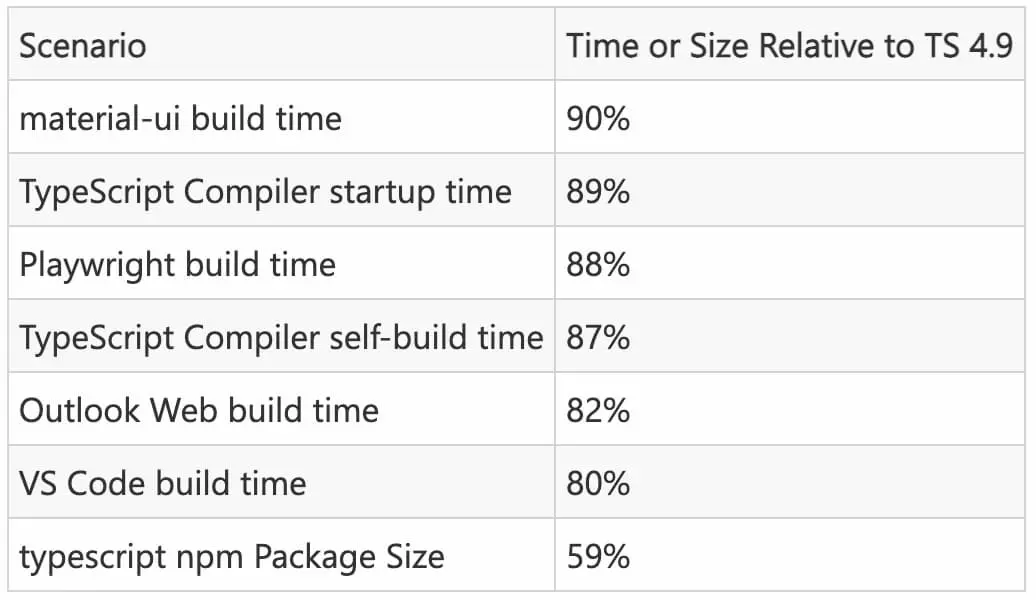 Scenario Time or Size Relative to TS 4.9
material-ui build time 90%
TypeScript Compiler startup time 89%
Playwright build time 88%
TypeScript Compiler self-build time 87%
Outlook Web build time 82%
VS Code build time 80%
typescript npm Package Size 59%